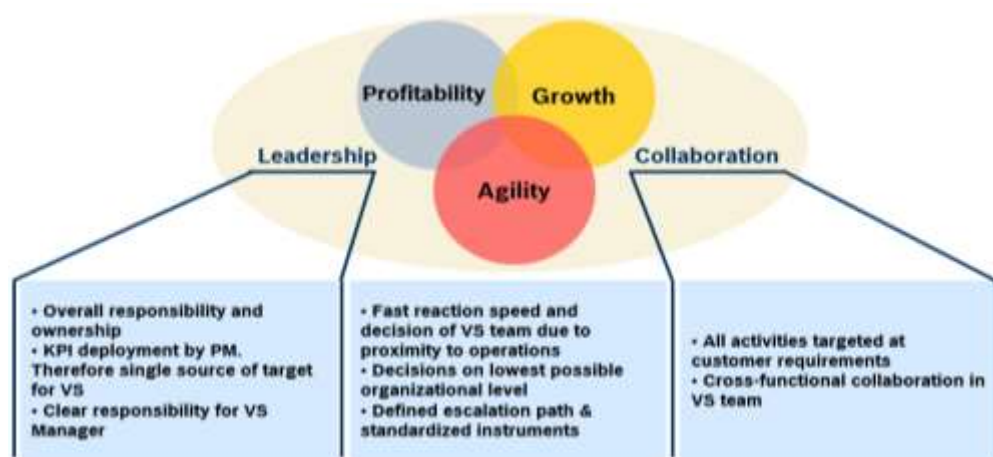 Profitability
Growth
Leadership
Collaboration
Agility
• Overall responsibility and
ownership
• KPI deployment by PM.
Therefore single source of target
for VS
• Clear responsibility for VS
Manager
• Fast reaction speed and
decision of VS team due to
proximity to operations
• Decisions on lowest possible
organizational level
• Defined escalation path &
standardized instruments
• All activities targeted at
customer requirements
• Cross-functional collaboration in
VS team